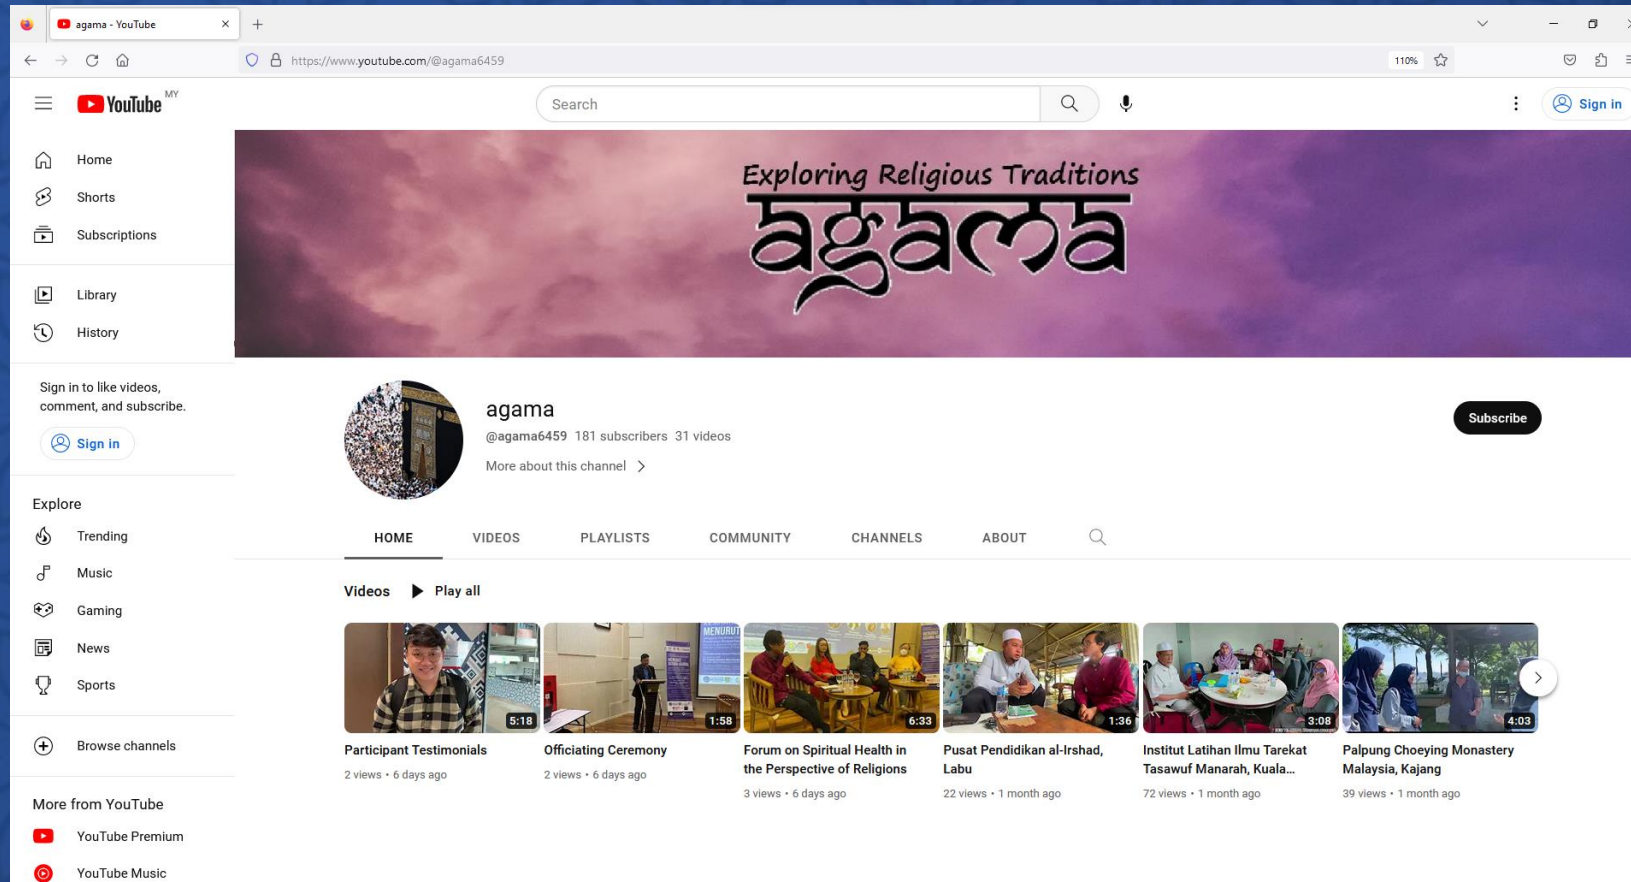 agama - YouTube
https://www.youtube.com/@agama6459
110%
YouTube MY
Search
Sign in
Home
Shorts
Subscriptions
Library
History
Sign in to like videos,
comment, and subscribe.
Sign in
Explore
Trending
Music
Gaming
News
Sports
Browse channels
More from YouTube
YouTube Premium
YouTube Music
Exploring Religious Traditions
agama
agama
@agama6459 181 subscribers 31 videos
More about this channel
Subscribe
HOME VIDEOS PLAYLISTS COMMUNITY CHANNELS ABOUT
Videos Play all
MENURUT
5:18
1:58
6:33
1:36
3:08
4:03
Participant Testimonials
2 views • 6 days ago
Officiating Ceremony
2 views • 6 days ago
Forum on Spiritual Health in
the Perspective of Religions
3 views • 6 days ago
Pusat Pendidikan al-Irshad,
Labu
22 views • 1 month ago
Institut Latihan Ilmu Tarekat
Tasawuf Manarah, Kuala...
72 views • 1 month ago
Palpung Choeying Monastery
Malaysia, Kajang
39 views • 1 month ago